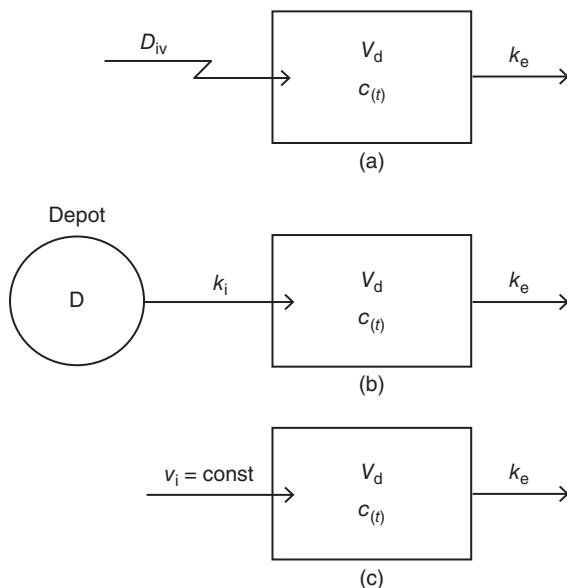 D_iv
V_d
k_e
c_(t)
(a)
Depot
D
k_i
V_d
k_e
c_(t)
(b)
v_i = const
V_d
k_e
c_(t)
(c)